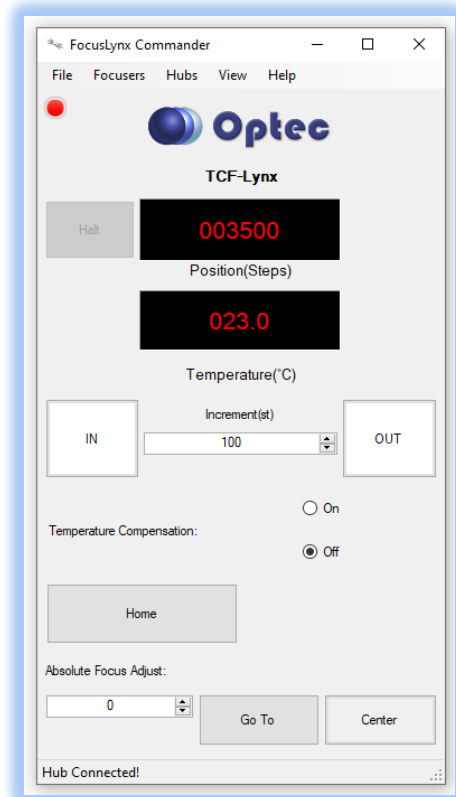 FocusLynx Commander
File Focusers Hubs View Help
Optec
TCF-Lynx
Halt
003500
Position(Steps)
023.0
Temperature(°C)
IN
Increment(st)
100
OUT
On
Temperature Compensation:
Off
Home
Absolute Focus Adjust:
0
Go To
Center
Hub Connected!